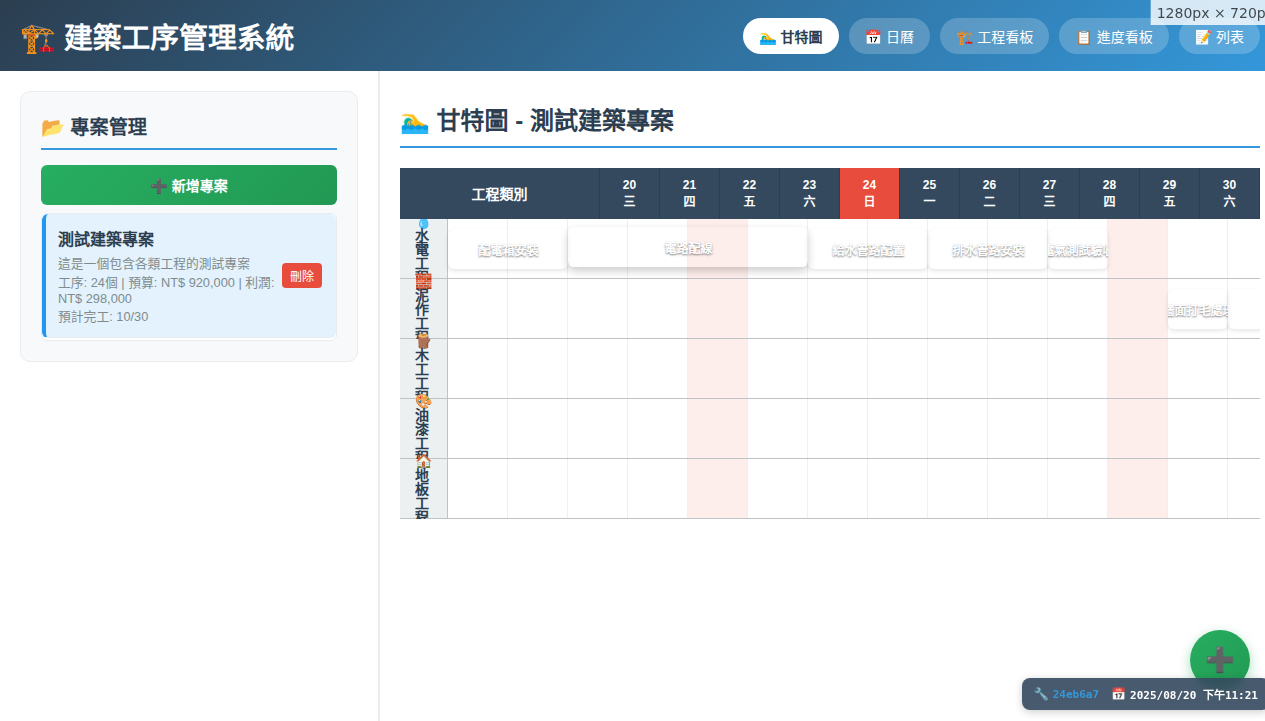 建築工序管理系統
甘特圖
日曆
工程看板
進度看板
列表
1280px × 720p
專案管理
新增專案
測試建築專案
這是一個包含各類工程的測試專案
工序: 24個 | 預算: NT$ 920,000 | 利潤:
NT$ 298,000
預計完工: 10/30
刪除
甘特圖 - 測試建築專案
工程類別
20 三
21 四
22 五
23 六
24 日
25 一
26 二
27 三
28 四
29 五
30 六
水電工程
配電箱安裝
電路配線
給水管路配置
排水管路安裝
電氣測試驗收
泥作工程
牆面打毛處理
木工工程
油漆工程
地板工程
24eb6a7
2025/08/20 下午11:21